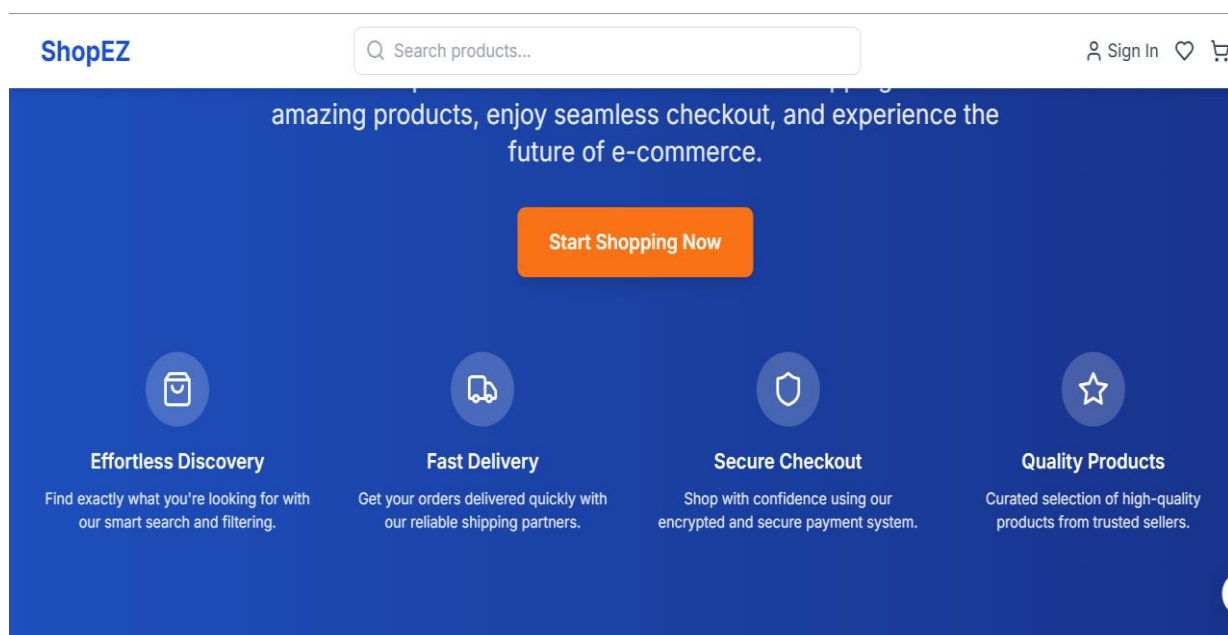 ShopEZ
Search products...
Sign In
amazing products, enjoy seamless checkout, and experience the
future of e-commerce.
Start Shopping Now
Effortless Discovery
Find exactly what you're looking for with
our smart search and filtering.
Fast Delivery
Get your orders delivered quickly with
our reliable shipping partners.
Secure Checkout
Shop with confidence using our
encrypted and secure payment system.
Quality Products
Curated selection of high-quality
products from trusted sellers.